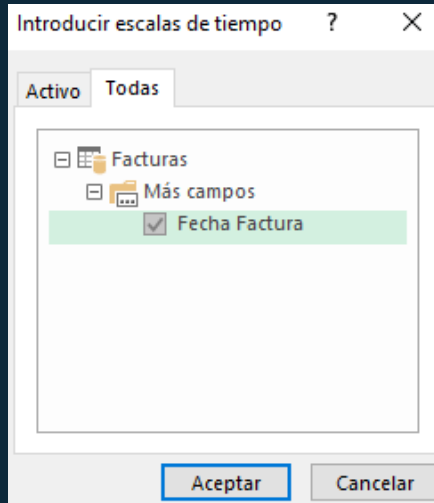 Introducir escalas de tiempo ?
Activo Todas
Facturas
Más campos
Fecha Factura
Aceptar Cancelar